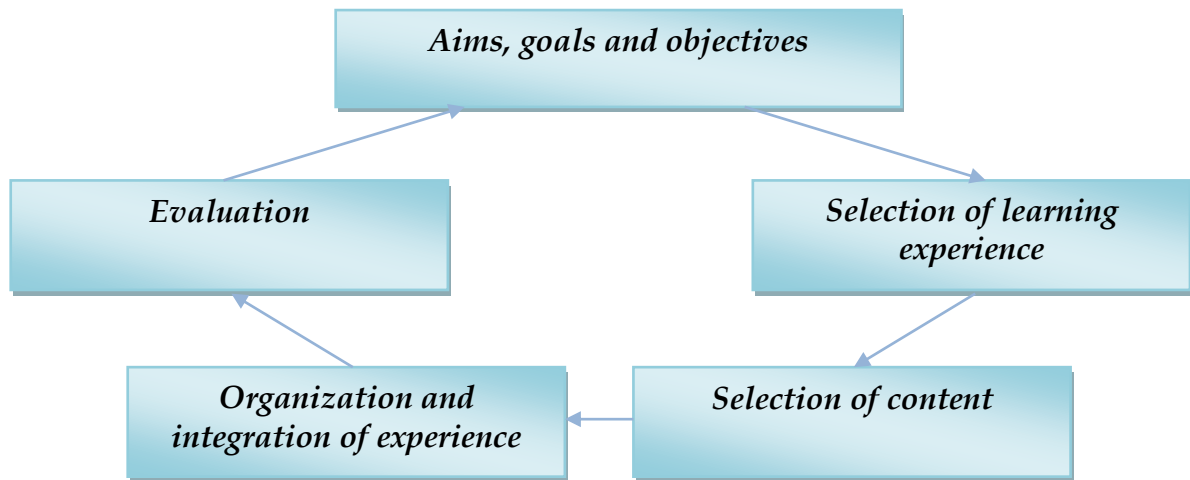 Aims, goals and objectives
Evaluation
Selection of learning
experience
Organization and
integration of experience
Selection of content